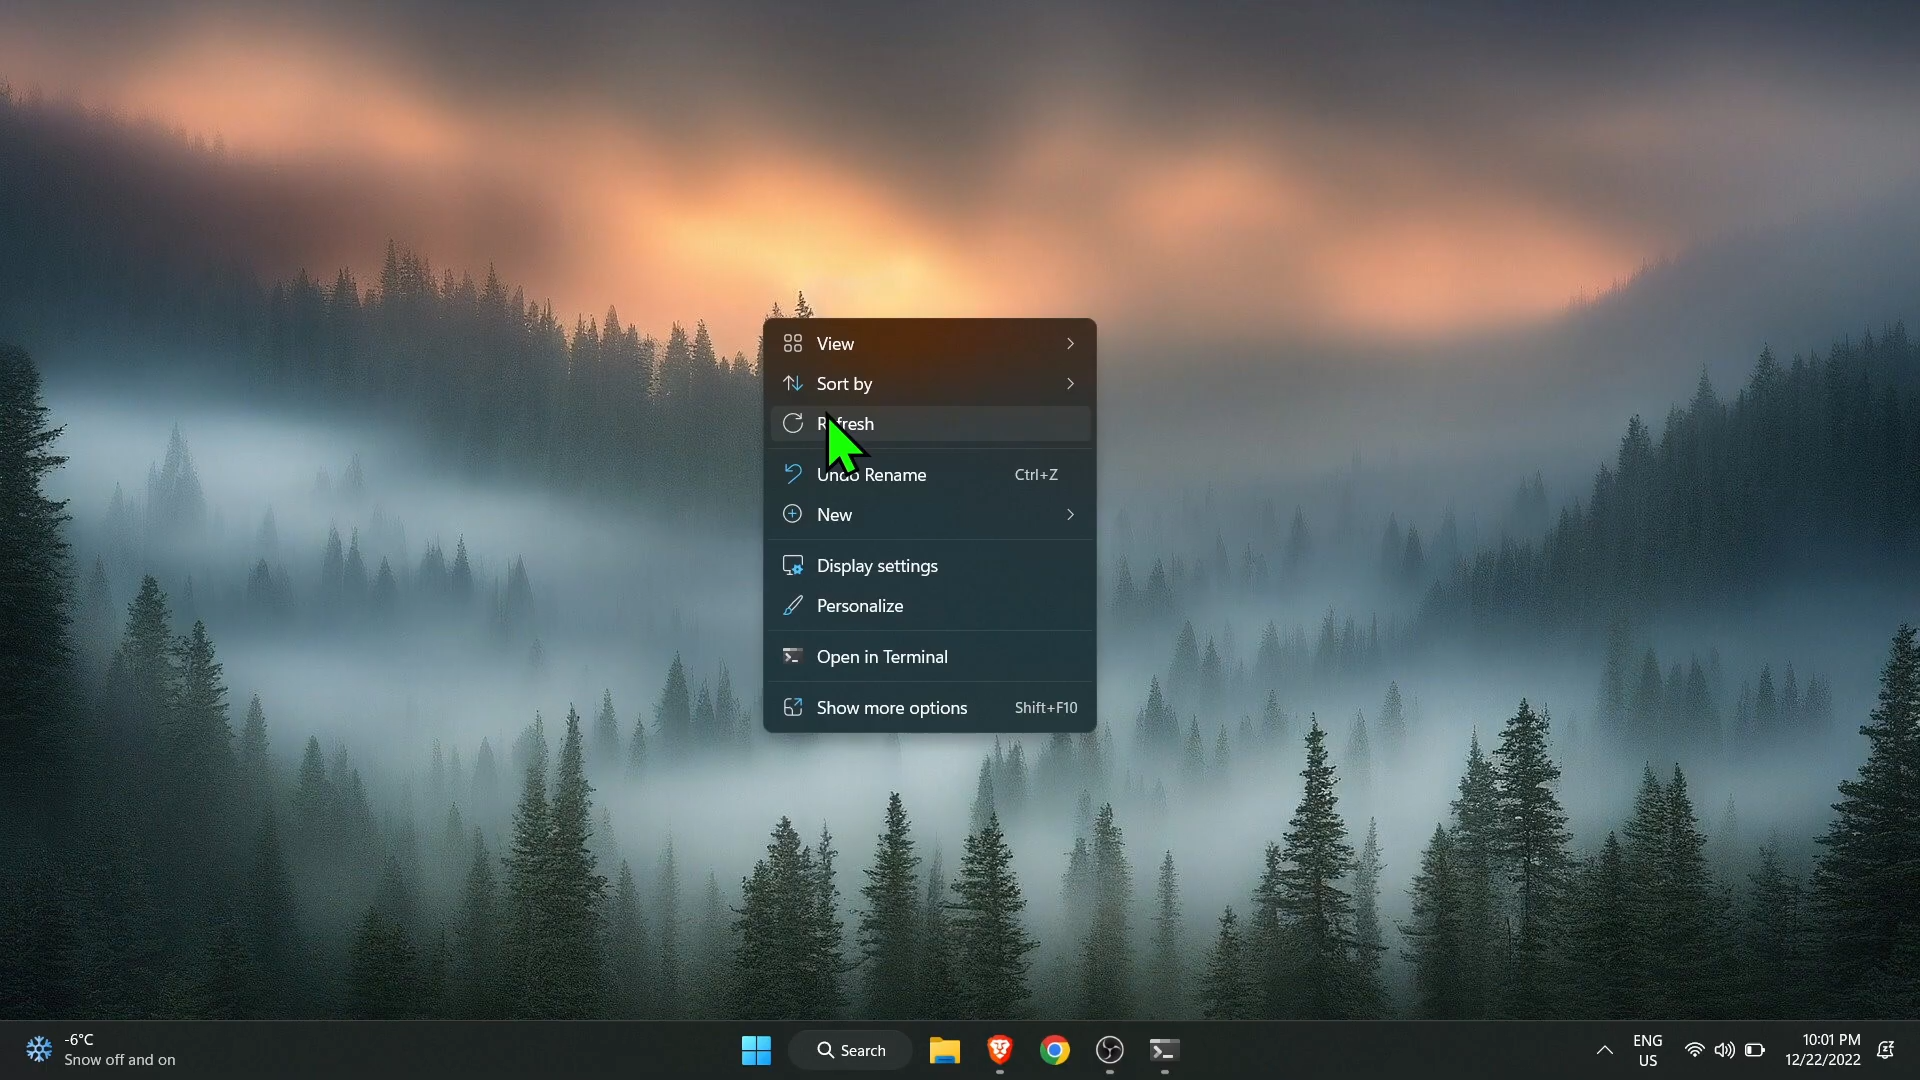 View
Sort by
Refresh
Undo Rename Ctrl+Z
New
Display settings
Personalize
Open in Terminal
Show more options Shift+F10
-6°C
Snow off and on
Search
ENG
US
10:01 PM
12/22/2022